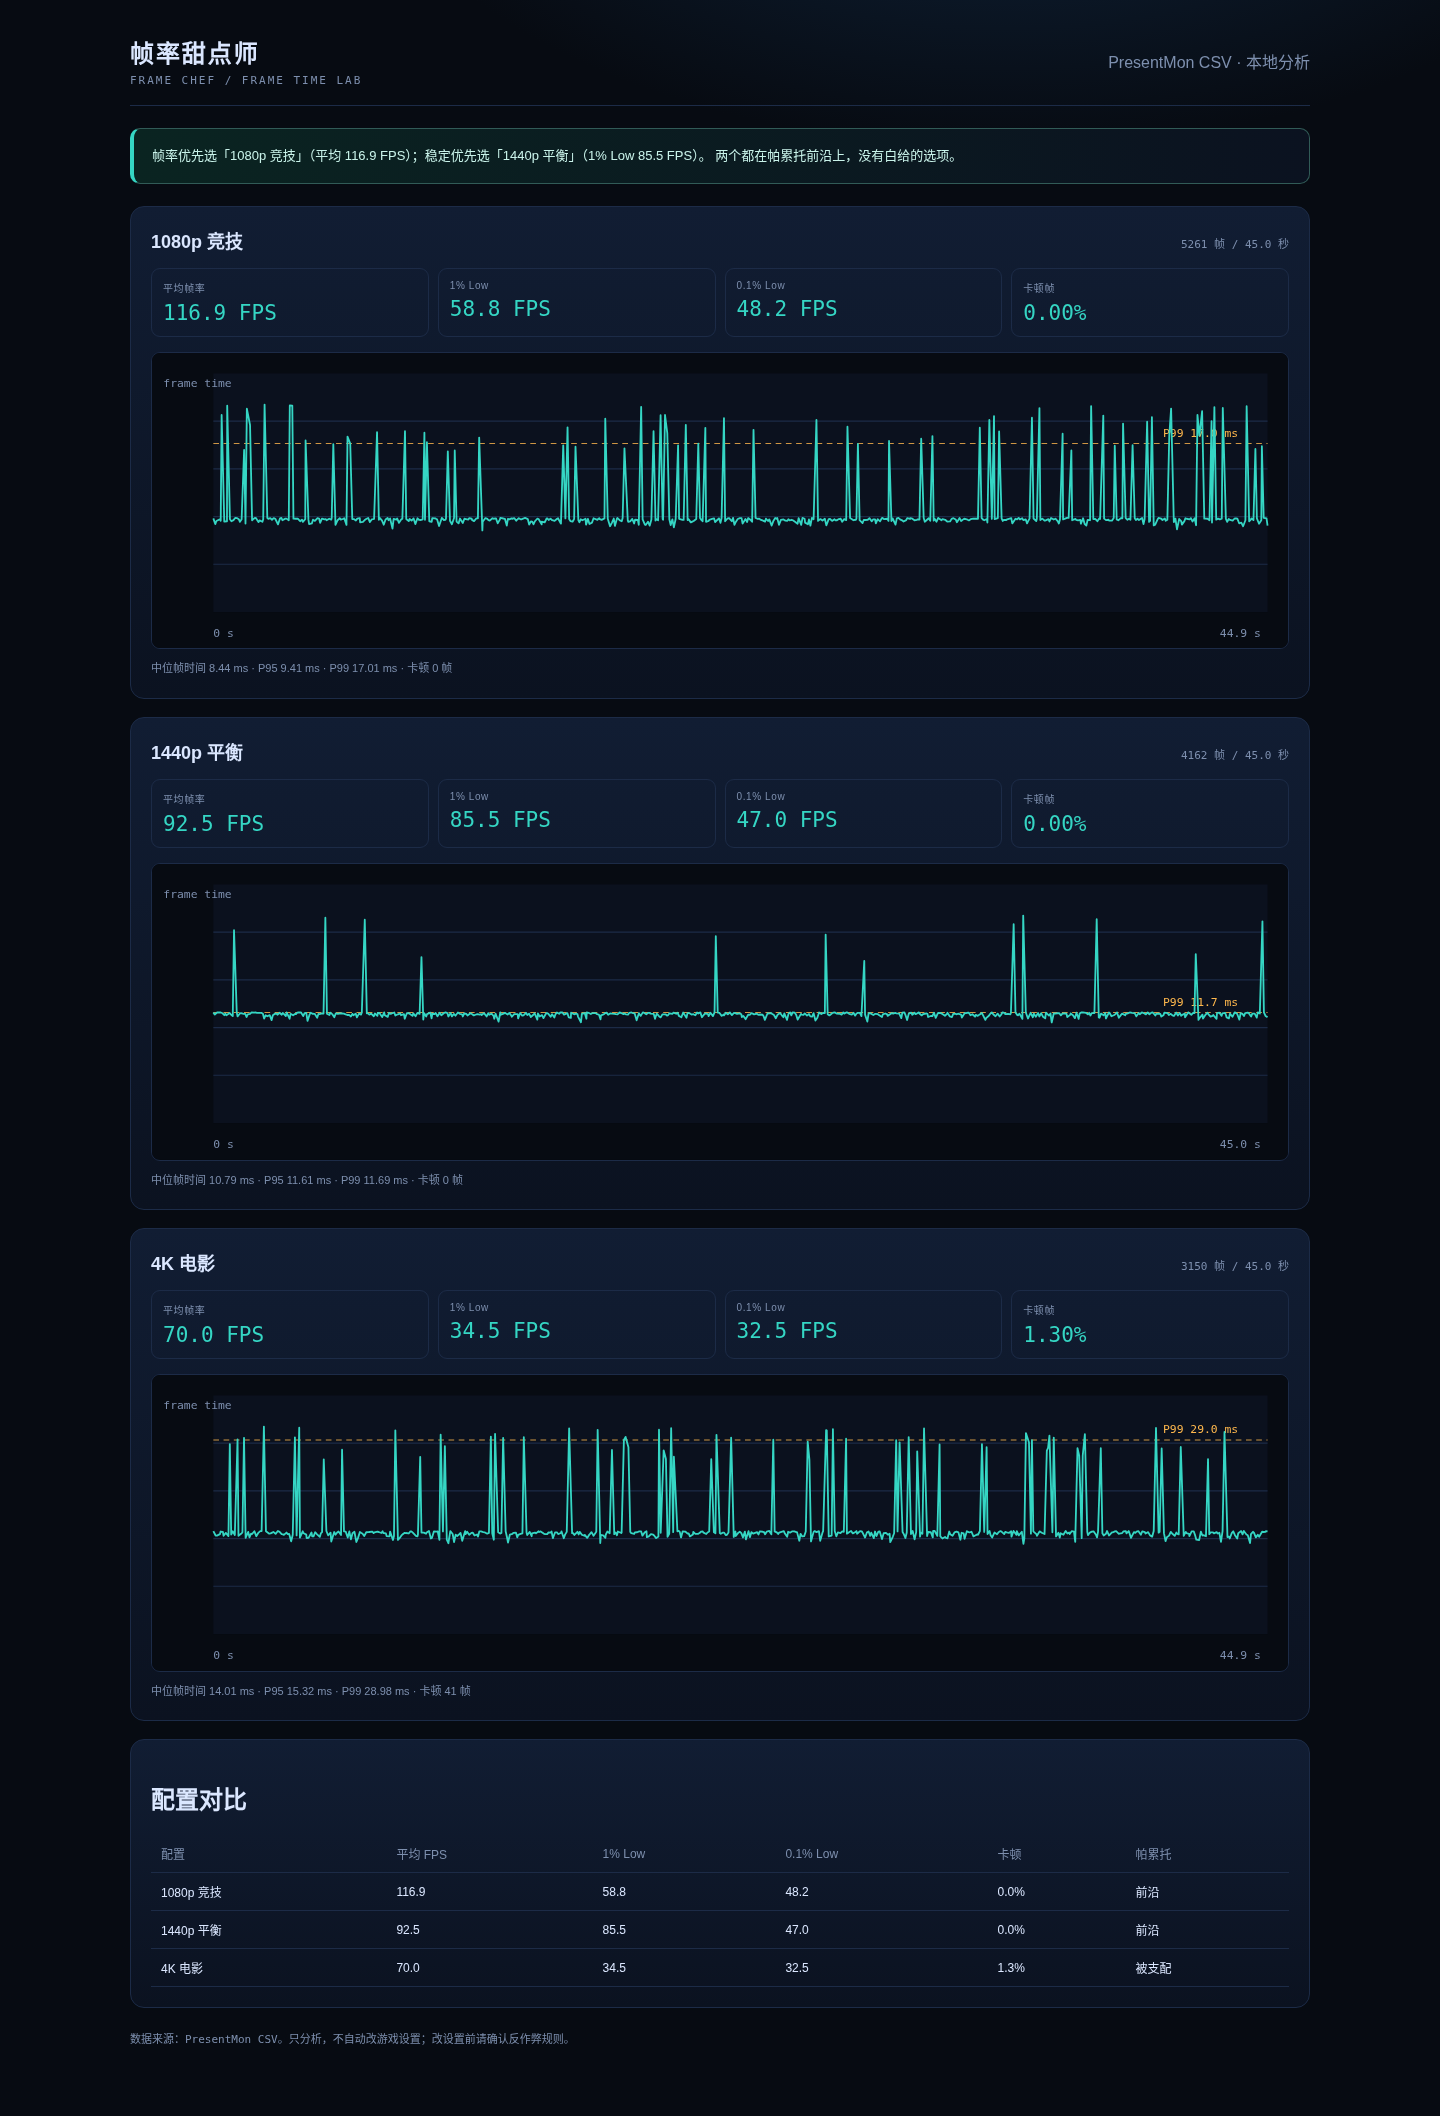 帧率甜点师
FRAME CHEF / FRAME TIME LAB
PresentMon CSV · 本地分析
帧率优先选「1080p 竞技」（平均 116.9 FPS）；稳定优先选「1440p 平衡」（1% Low 85.5 FPS）。 两个都在帕累托前沿上，没有白给的选项。
1080p 竞技
5261 帧 / 45.0 秒
平均帧率
116.9 FPS
1% Low
58.8 FPS
0.1% Low
48.2 FPS
卡顿帧
0.00%
frame time
P99 17.0 ms
0 s
44.9 s
中位帧时间 8.44 ms · P95 9.41 ms · P99 17.01 ms · 卡顿 0 帧
1440p 平衡
4162 帧 / 45.0 秒
平均帧率
92.5 FPS
1% Low
85.5 FPS
0.1% Low
47.0 FPS
卡顿帧
0.00%
frame time
P99 11.7 ms
0 s
45.0 s
中位帧时间 10.79 ms · P95 11.61 ms · P99 11.69 ms · 卡顿 0 帧
4K 电影
3150 帧 / 45.0 秒
平均帧率
70.0 FPS
1% Low
34.5 FPS
0.1% Low
32.5 FPS
卡顿帧
1.30%
frame time
P99 29.0 ms
0 s
44.9 s
中位帧时间 14.01 ms · P95 15.32 ms · P99 28.98 ms · 卡顿 41 帧
配置对比
配置 平均 FPS 1% Low 0.1% Low 卡顿 帕累托
1080p 竞技 116.9 58.8 48.2 0.0% 前沿
1440p 平衡 92.5 85.5 47.0 0.0% 前沿
4K 电影 70.0 34.5 32.5 1.3% 被支配
数据来源：PresentMon CSV。只分析，不自动改游戏设置；改设置前请确认反作弊规则。